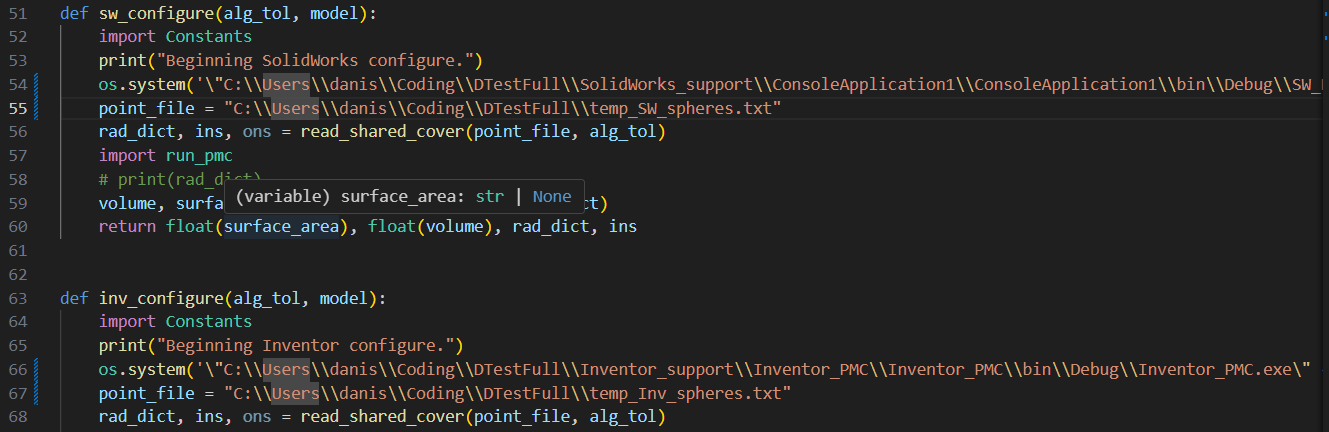 51 def sw_configure(alg_tol, model):
52 import Constants
53 print("Beginning SolidWorks configure.")
54 os.system('\"C:\\Users\\danis\\Coding\\DTestFull\\SolidWorks_support\\ConsoleApplication1\\ConsoleApplication1\\bin\\Debug\\SW_
55 point_file = "C:\\Users\\danis\\Coding\\DTestFull\\temp_SW_spheres.txt"
56 rad_dict, ins, ons = read_shared_cover(point_file, alg_tol)
57 import run_pmc
58 # print(rad_dict)
(variable) surface_area: str | None
59 volume, surfa ct)
60 return float(surface_area), float(volume), rad_dict, ins
61
62
63 def inv_configure(alg_tol, model):
64 import Constants
65 print("Beginning Inventor configure.")
66 os.system('\"C:\\Users\\danis\\Coding\\DTestFull\\Inventor_support\\Inventor_PMC\\Inventor_PMC\\bin\\Debug\\Inventor_PMC.exe\"
67 point_file = "C:\\Users\\danis\\Coding\\DTestFull\\temp_Inv_spheres.txt"
68 rad_dict, ins, ons = read_shared_cover(point_file, alg_tol)